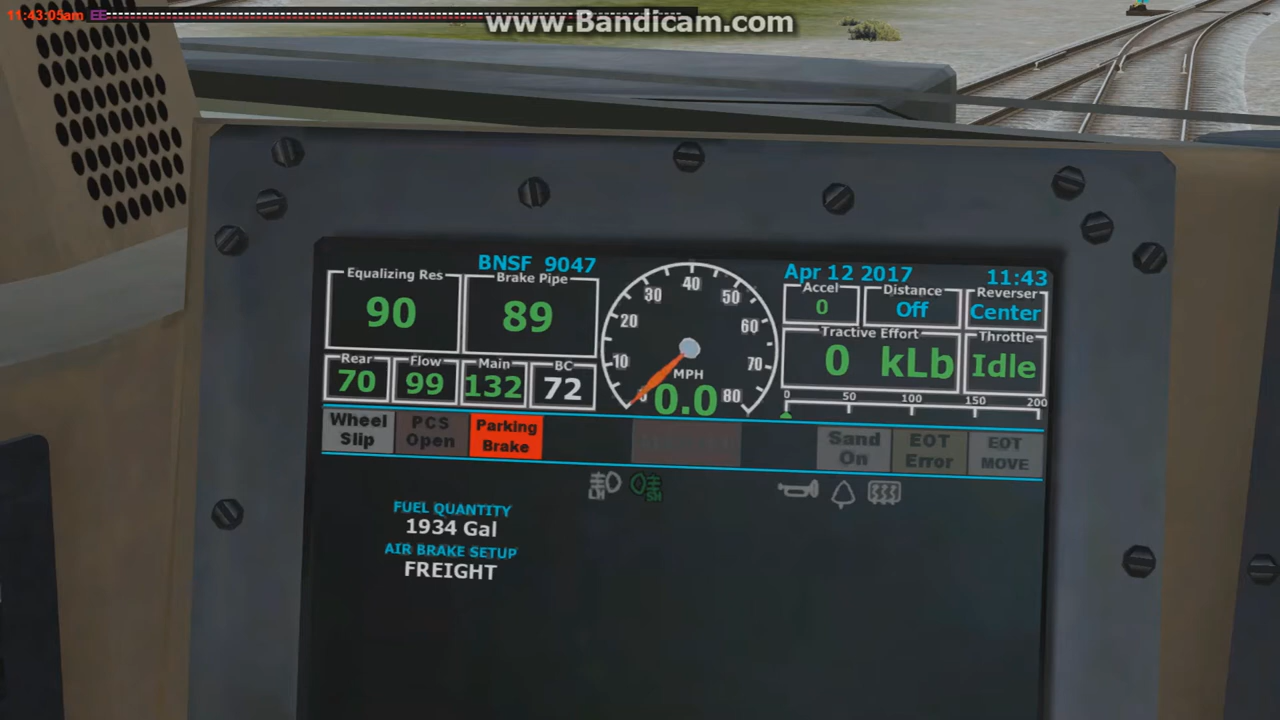 11:43:05am EE
www.Bandicam.com
BNSF 9047
Apr 12 2017 11:43
Equalizing Res
90
Brake Pipe
89
Rear
70
Flow
99
Main
132
BC
72
10
20
30
40
50
60
70
80
MPH
0.0
Accel
0
Distance
Off
Reverser
Center
Tractive Effort
0 kLb
Throttle
Idle
0 50 100 150 200
Wheel Slip
PCS Open
Parking Brake
Sand On
EOT Error
EOT MOVE
LH
SH
FUEL QUANTITY
1934 Gal
AIR BRAKE SETUP
FREIGHT